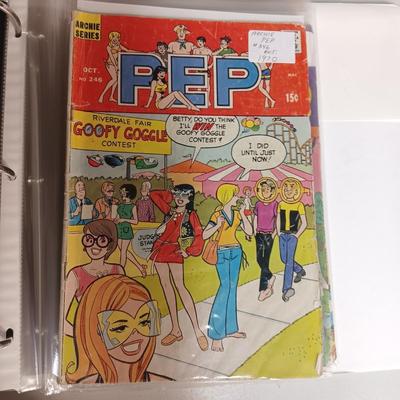 ARCHIE
SERIES
OCT.
NO 246
ARCHIE
PEP
#246
OCT.
1970
PEP
15¢
RIVERDALE FAIR
GOOFY GOGGLE
CONTEST
BETTY, DO YOU THINK
I'LL WIN THE
GOOFY GOGGLE
CONTEST?
I DID
UNTIL JUST
NOW!
JUDGE
STAND